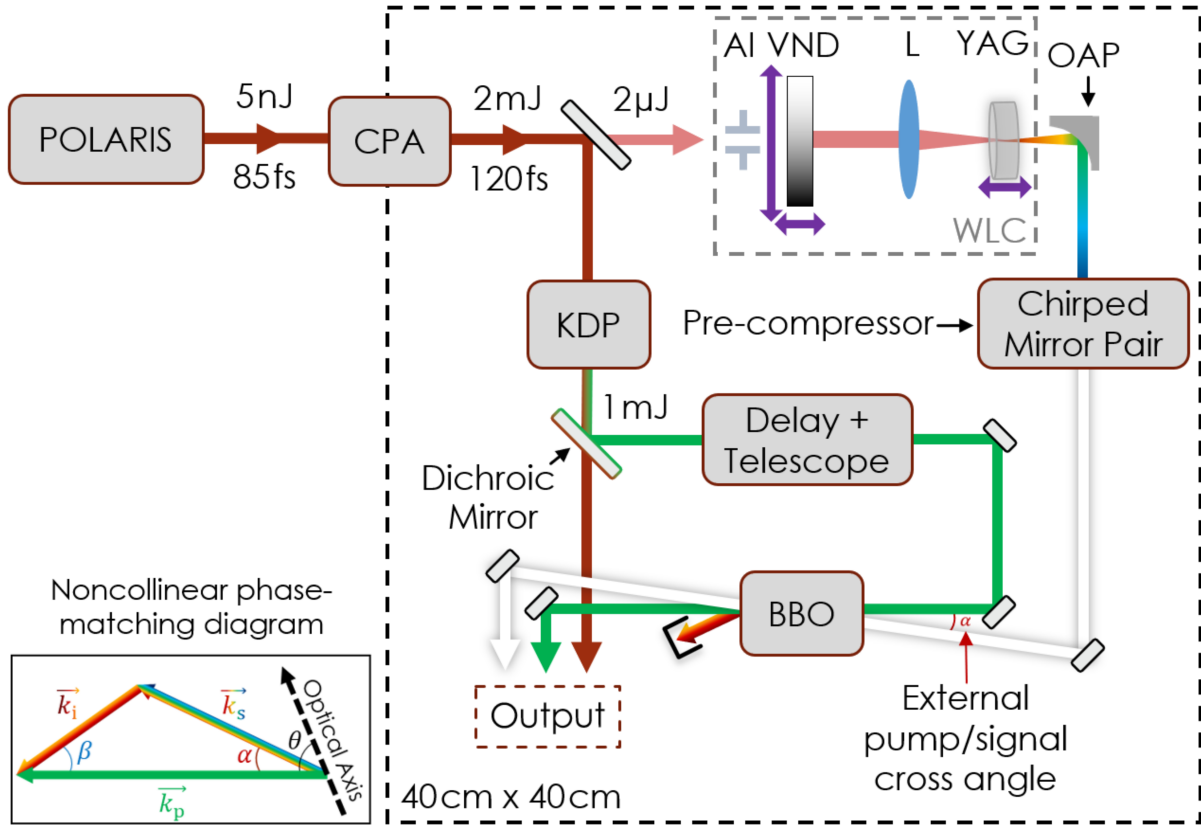 POLARIS
5nJ
85fs
CPA
2mJ
120fs
2µJ
AI VND
L
YAG
OAP
WLC
KDP
Pre-compressor
Chirped
Mirror Pair
1mJ
Delay +
Telescope
Dichroic
Mirror
BBO
α
Output
External
pump/signal
cross angle
40cm x 40cm
Noncollinear phase-
matching diagram
k⃗i
k⃗s
β
α
θ
Optical Axis
k⃗p